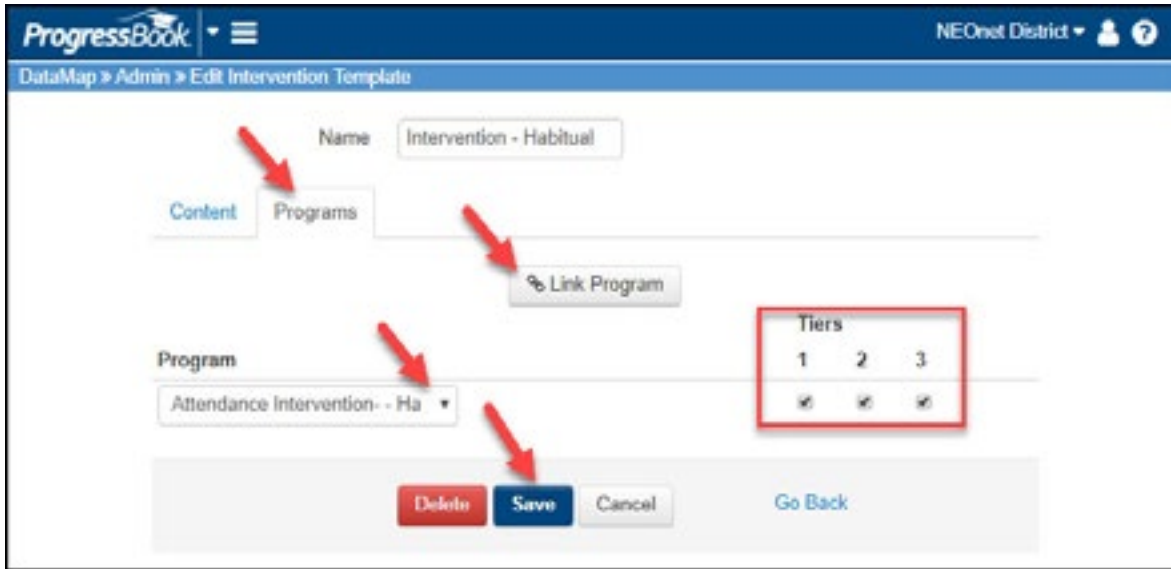 ProgressBook
NEOnet District
DataMap » Admin » Edit Intervention Template
Name Intervention - Habitual
Content Programs
Link Program
Tiers
Program 1 2 3
Attendance Intervention- - Ha
Delete Save Cancel Go Back